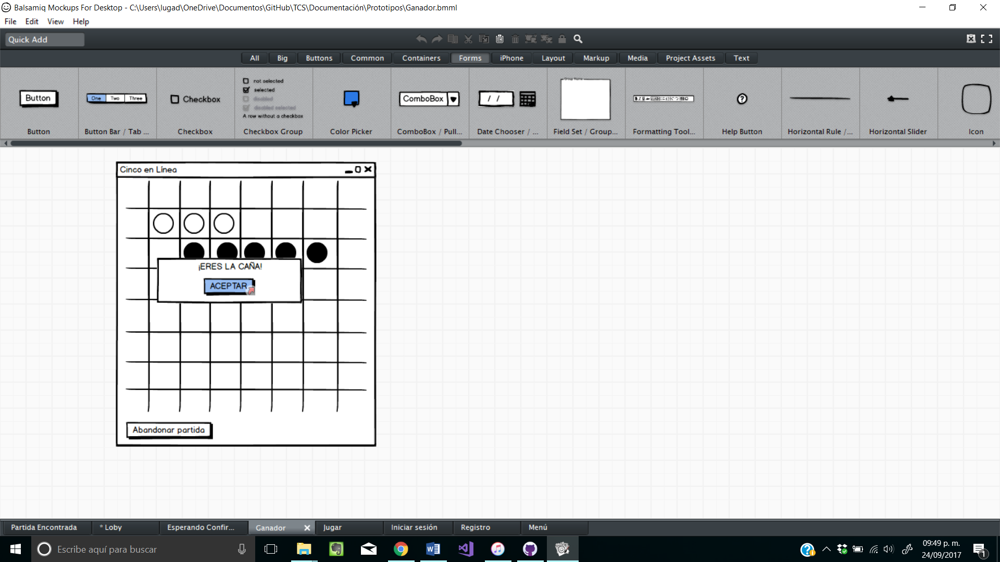 Balsamiq Mockups For Desktop - C:\Users\lugad\OneDrive\Documentos\GitHub\TCS\Documentación\Prototipos\Ganador.bmml
File Edit View Help
Quick Add
All Big Buttons Common Containers Forms iPhone Layout Markup Media Project Assets Text
Button
One Two Three
Checkbox
not selected
selected
disabled
disabled selected
A row without a checkbox
ComboBox
/ /
Group Name
?
Button
Button Bar / Tab ...
Checkbox
Checkbox Group
Color Picker
ComboBox / Pull...
Date Chooser / ...
Field Set / Group...
Formatting Tool...
Help Button
Horizontal Rule /...
Horizontal Slider
Icon
Cinco en Línea
¡ERES LA CAÑA!
ACEPTAR
Abandonar partida
Partida Encontrada
* Loby
Esperando Confir...
Ganador
Jugar
Iniciar sesión
Registro
Menú
Escribe aquí para buscar
09:49 p. m.
24/09/2017
1